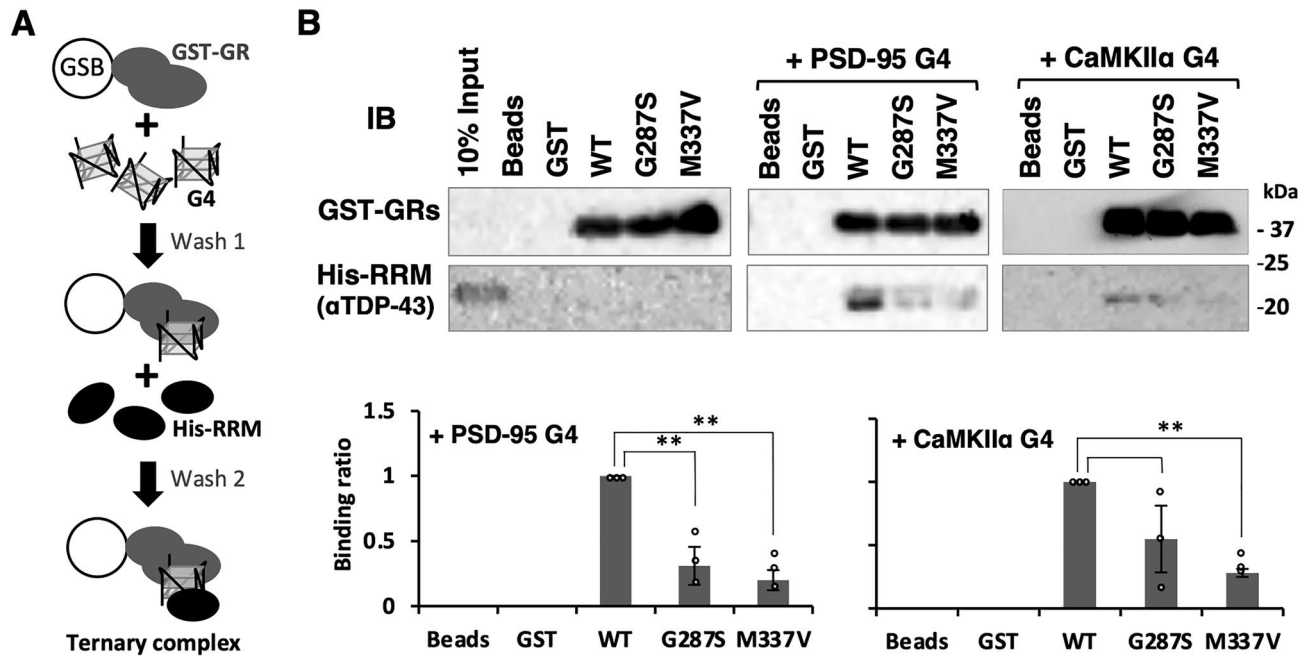 A
GSB
GST-GR
+
G4
Wash 1
+
His-RRM
Wash 2
Ternary complex
B
+ PSD-95 G4
+ CaMKIIα G4
IB
10% Input
Beads
GST
WT
G287S
M337V
Beads
GST
WT
G287S
M337V
Beads
GST
WT
G287S
M337V
kDa
GST-GRs
- 37
-25
His-RRM
(αTDP-43)
-20
Binding ratio
1.5
1
0.5
0
+ PSD-95 G4
**
**
Beads GST WT G287S M337V
+ CaMKIIα G4
**
Beads GST WT G287S M337V